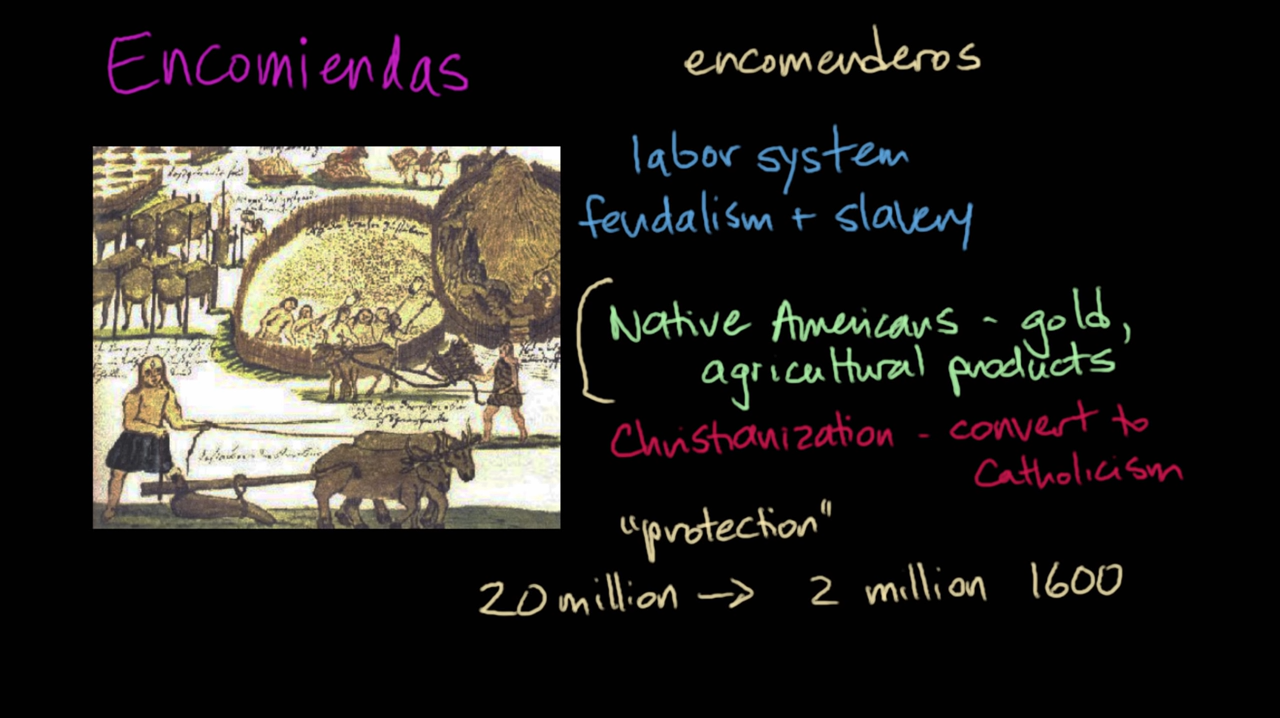 Encomiendas
encomenderos
labor system
feudalism + slavery
Native Americans - gold,
agricultural products
Christianization - convert to
Catholicism
"protection"
20 million → 2 million 1600